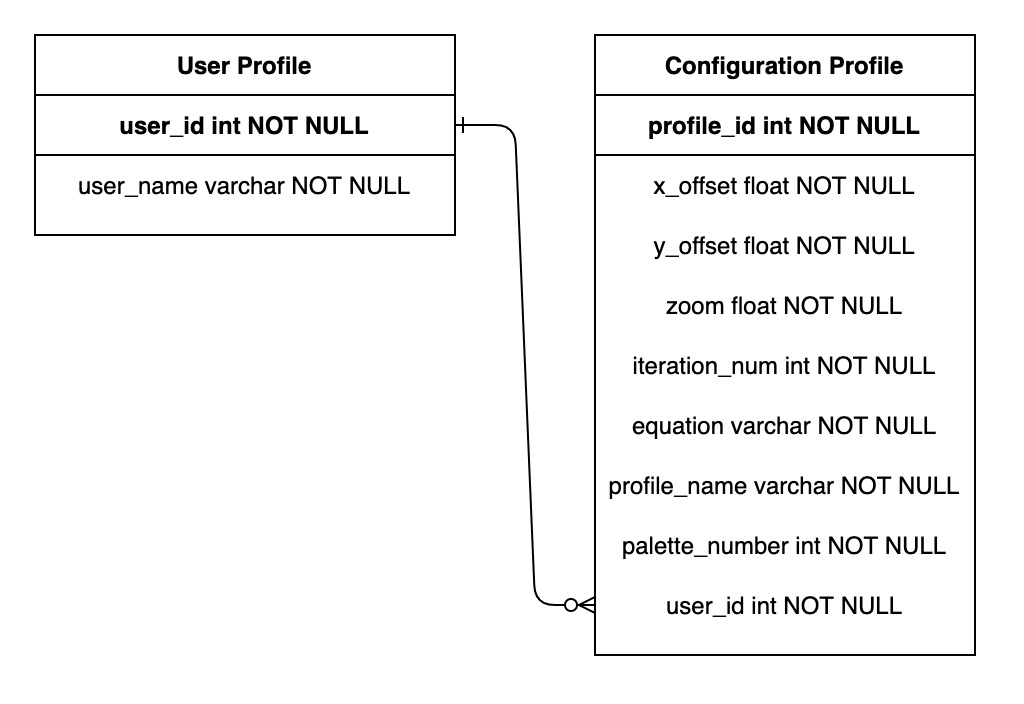 User Profile
user_id int NOT NULL
user_name varchar NOT NULL
Configuration Profile
profile_id int NOT NULL
x_offset float NOT NULL
y_offset float NOT NULL
zoom float NOT NULL
iteration_num int NOT NULL
equation varchar NOT NULL
profile_name varchar NOT NULL
palette_number int NOT NULL
user_id int NOT NULL